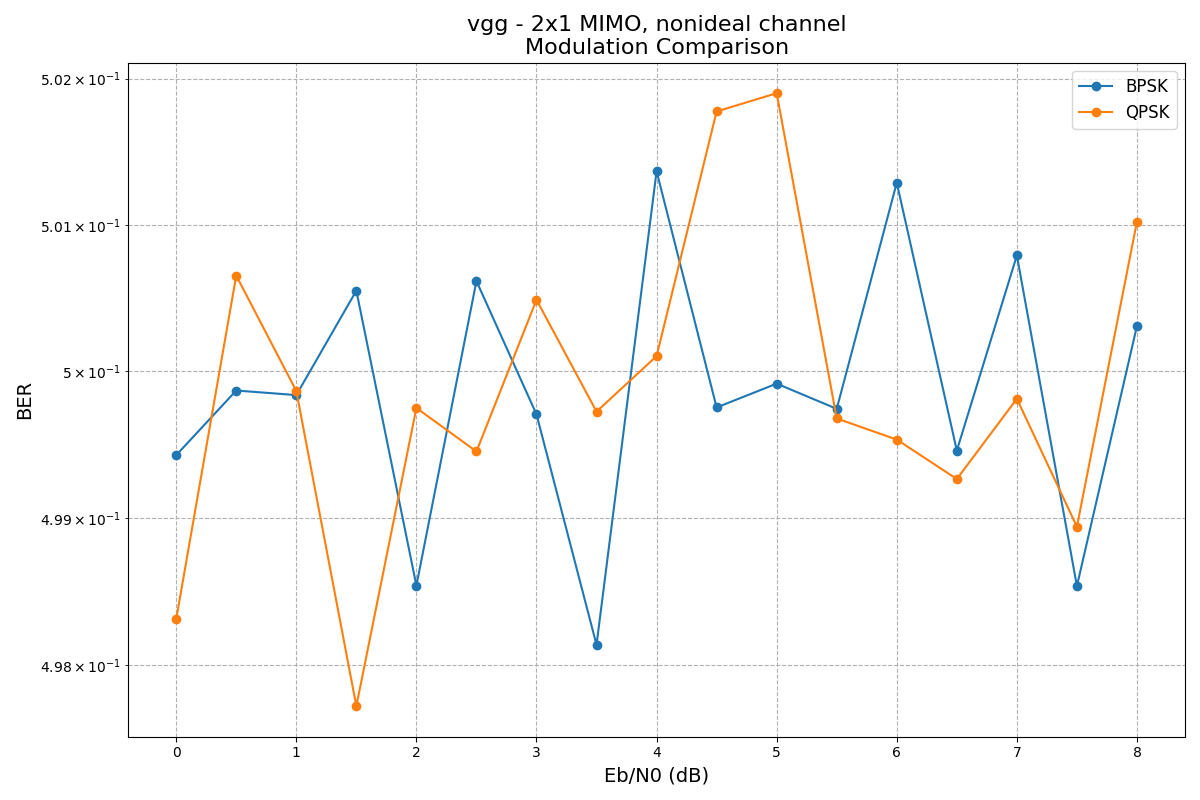 vgg - 2x1 MIMO, nonideal channel
Modulation Comparison
5.02 × 10⁻¹
5.01 × 10⁻¹
5 × 10⁻¹
4.99 × 10⁻¹
4.98 × 10⁻¹
BER
BPSK
QPSK
0 1 2 3 4 5 6 7 8
Eb/N0 (dB)